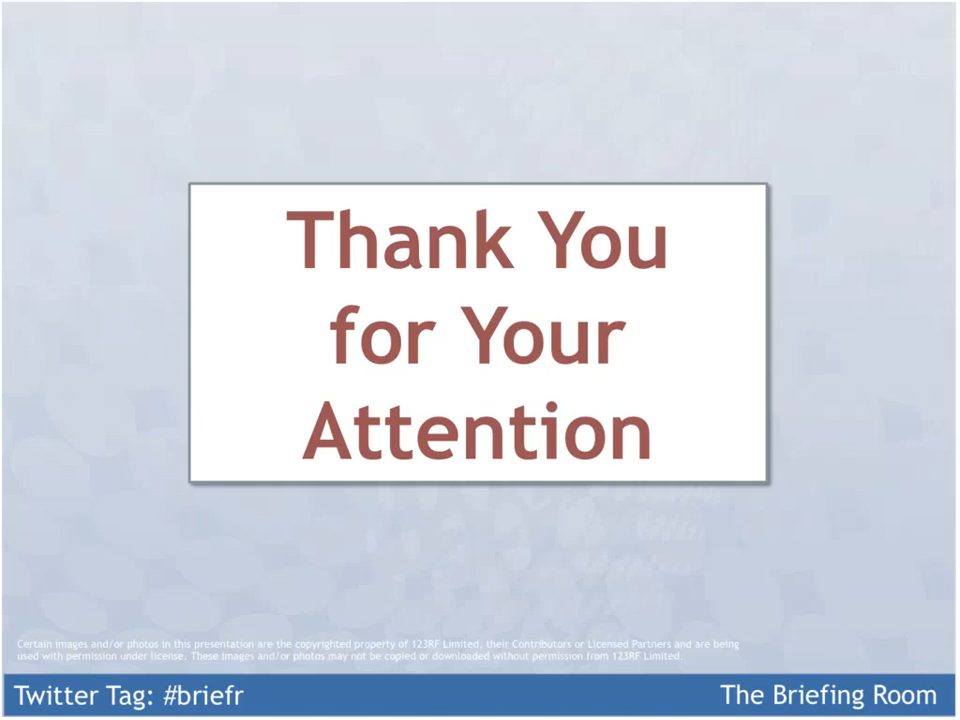 Thank You
for Your
Attention
Certain images and/or photos in this presentation are the copyrighted property of 123RF Limited, their Contributors or Licensed Partners and are being
used with permission under license. These images and/or photos may not be copied or downloaded without permission from 123RF Limited.
Twitter Tag: #briefr
The Briefing Room